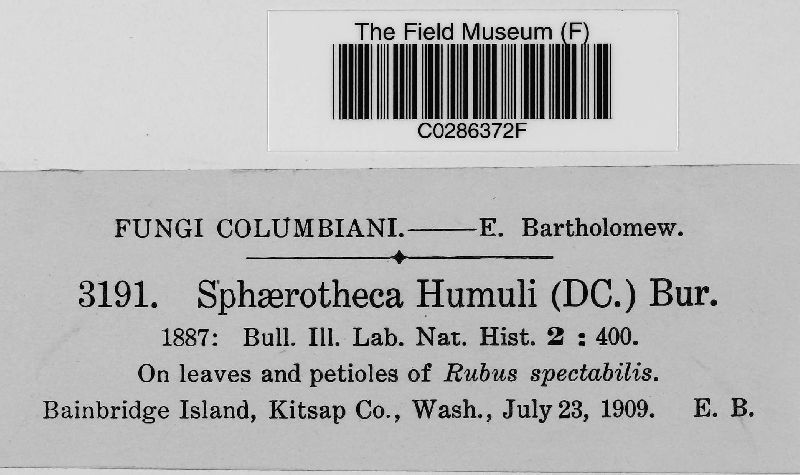 The Field Museum (F)
C0286372F
FUNGI COLUMBIANI.——E. Bartholomew.
3191. Sphærotheca Humuli (DC.) Bur.
1887: Bull. Ill. Lab. Nat. Hist. 2 : 400.
On leaves and petioles of Rubus spectabilis.
Bainbridge Island, Kitsap Co., Wash., July 23, 1909. E. B.